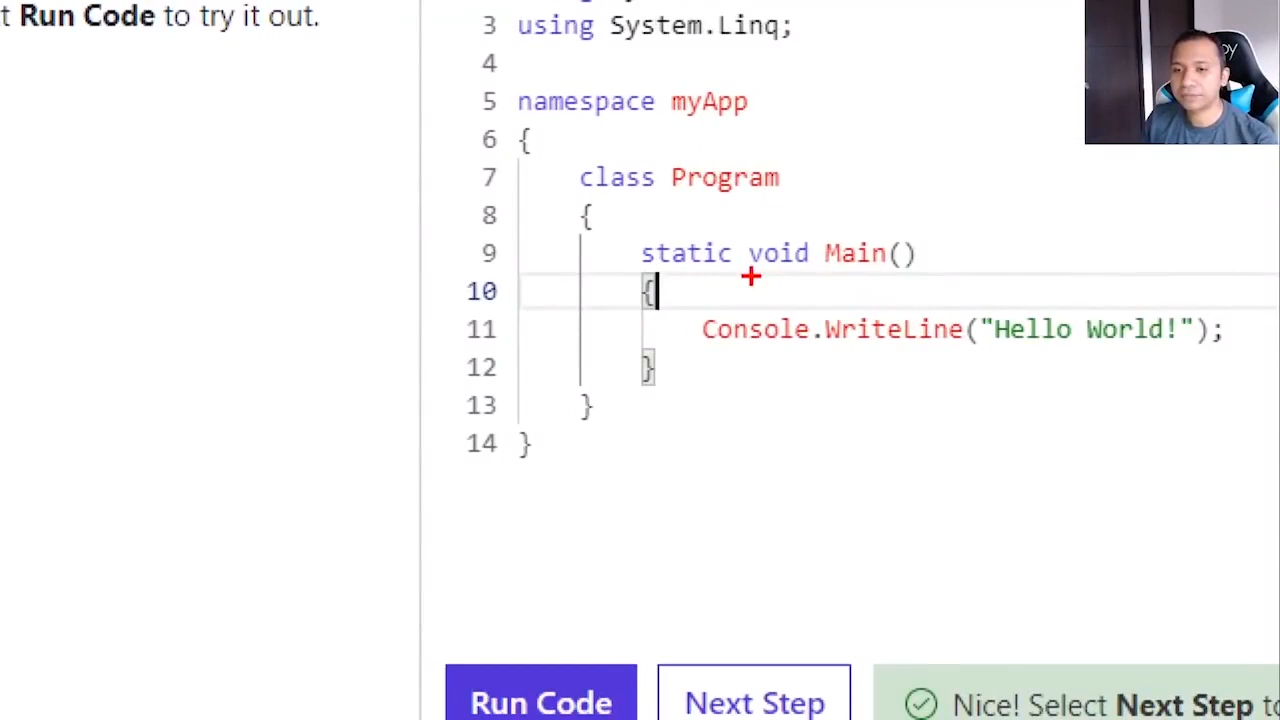 t Run Code to try it out.
3 using System.Linq;
4
5 namespace myApp
6 {
7 class Program
8 {
9 static void Main()
10 {
11 Console.WriteLine("Hello World!");
12 }
13 }
14 }
Run Code
Next Step
Nice! Select Next Step to